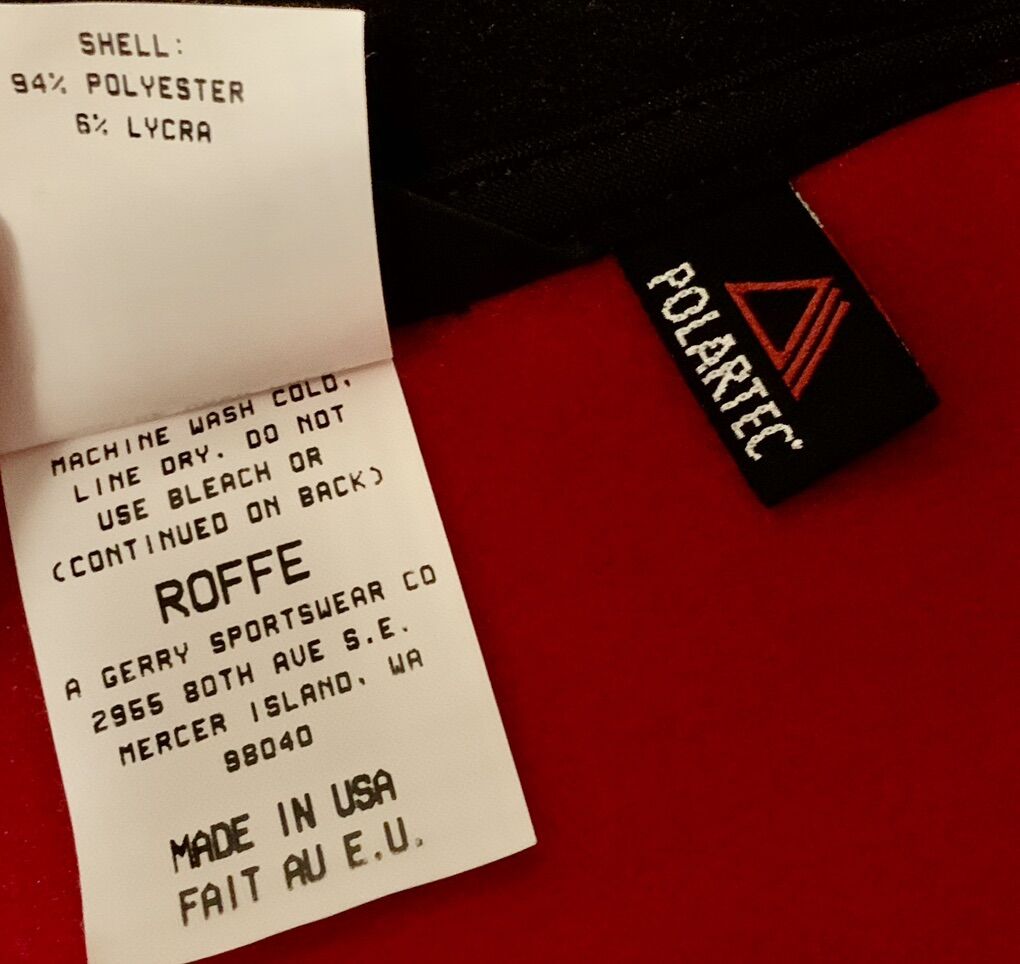 SHELL:
94% POLYESTER
6% LYCRA
MACHINE WASH COLD,
LINE DRY. DO NOT
USE BLEACH OR
(CONTINUED ON BACK)
ROFFE
A GERRY SPORTSWEAR CO
2955 80TH AVE S.E.
MERCER ISLAND, WA
98040
MADE IN USA
FAIT AU E.U.
POLARTEC®